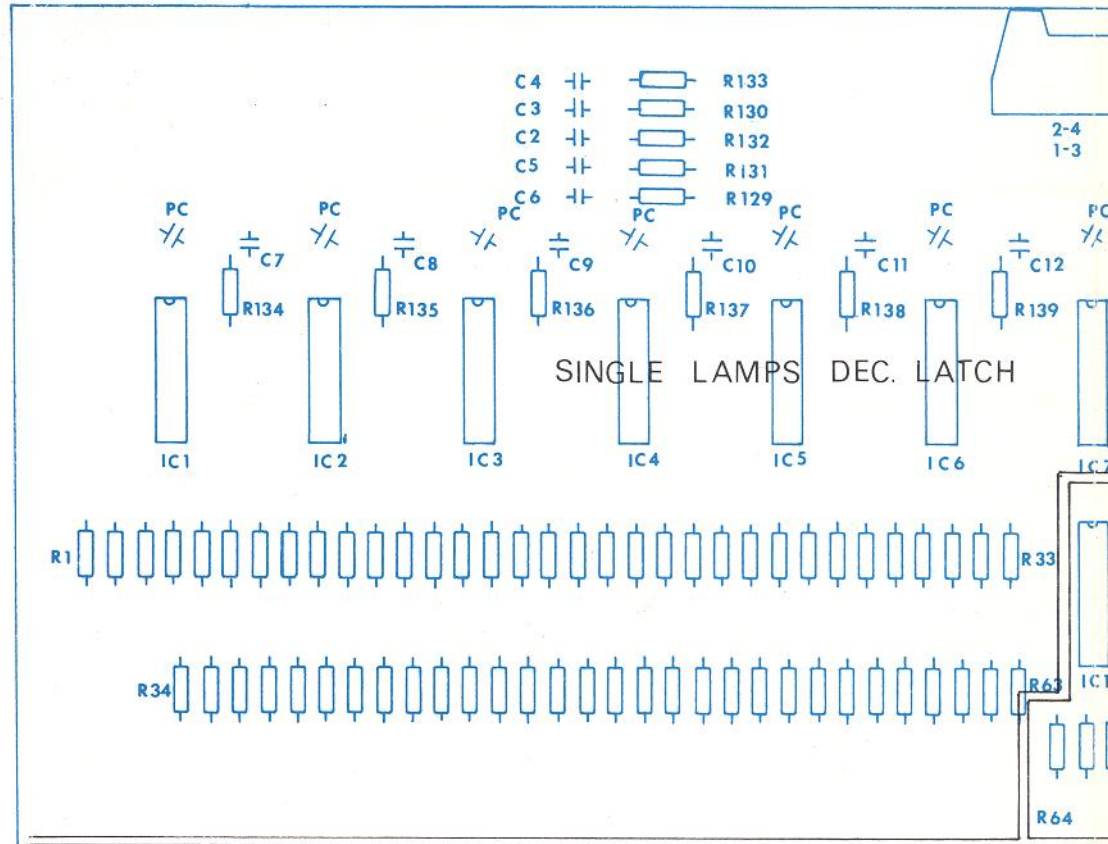 C4 R133
C3 R130
C2 R132
C5 R131
C6 R129
2-4
1-3
PC PC PC PC PC PC PC
C7 C8 C9 C10 C11 C12
R134 R135 R136 R137 R138 R139
SINGLE LAMPS DEC. LATCH
IC1 IC2 IC3 IC4 IC5 IC6 IC7
R1 R33
R34 R63 IC1
R64